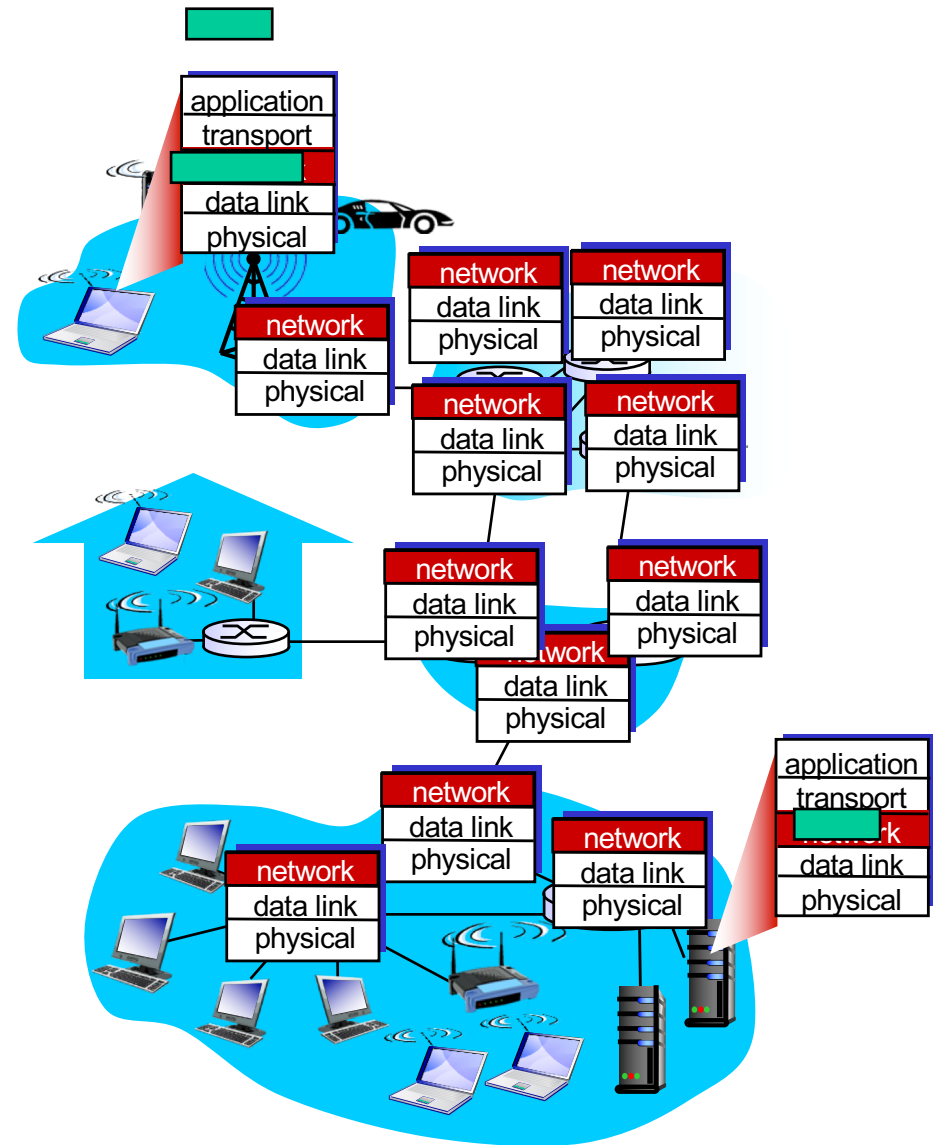 application
transport
data link
physical
network
data link
physical
network
data link
physical
network
data link
physical
network
data link
physical
network
data link
physical
network
data link
physical
network
data link
physical
network
data link
physical
network
data link
physical
application
transport
network
data link
physical
network
data link
physical
network
data link
physical